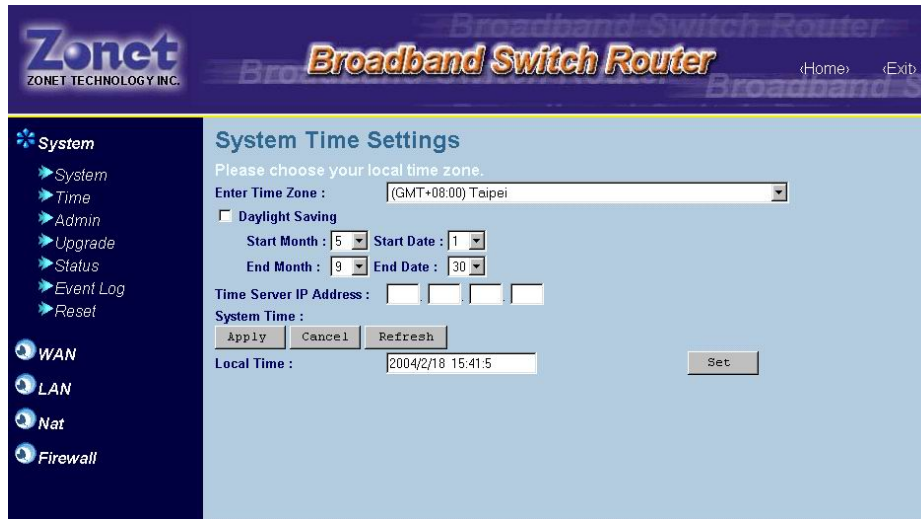 Zonet
ZONET TECHNOLOGY INC.
Broadband Switch Router
Broadband Switch Router
‹Home› ‹Exit›
System
System
Time
Admin
Upgrade
Status
Event Log
Reset
WAN
LAN
Nat
Firewall
System Time Settings
Please choose your local time zone.
Enter Time Zone : (GMT+08:00) Taipei
Daylight Saving
Start Month : 5 Start Date : 1
End Month : 9 End Date : 30
Time Server IP Address : . . .
System Time :
Apply Cancel Refresh
Local Time : 2004/2/18 15:41:5 Set